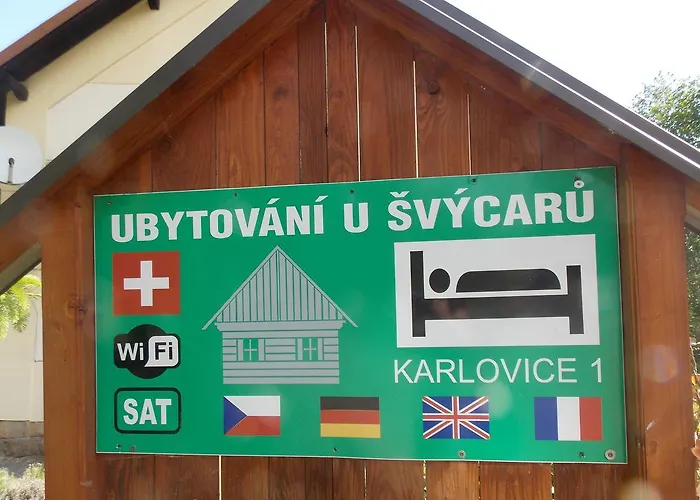 UBYTOVÁNÍ U ŠVÝCARŮ
WiFi
KARLOVICE 1
SAT